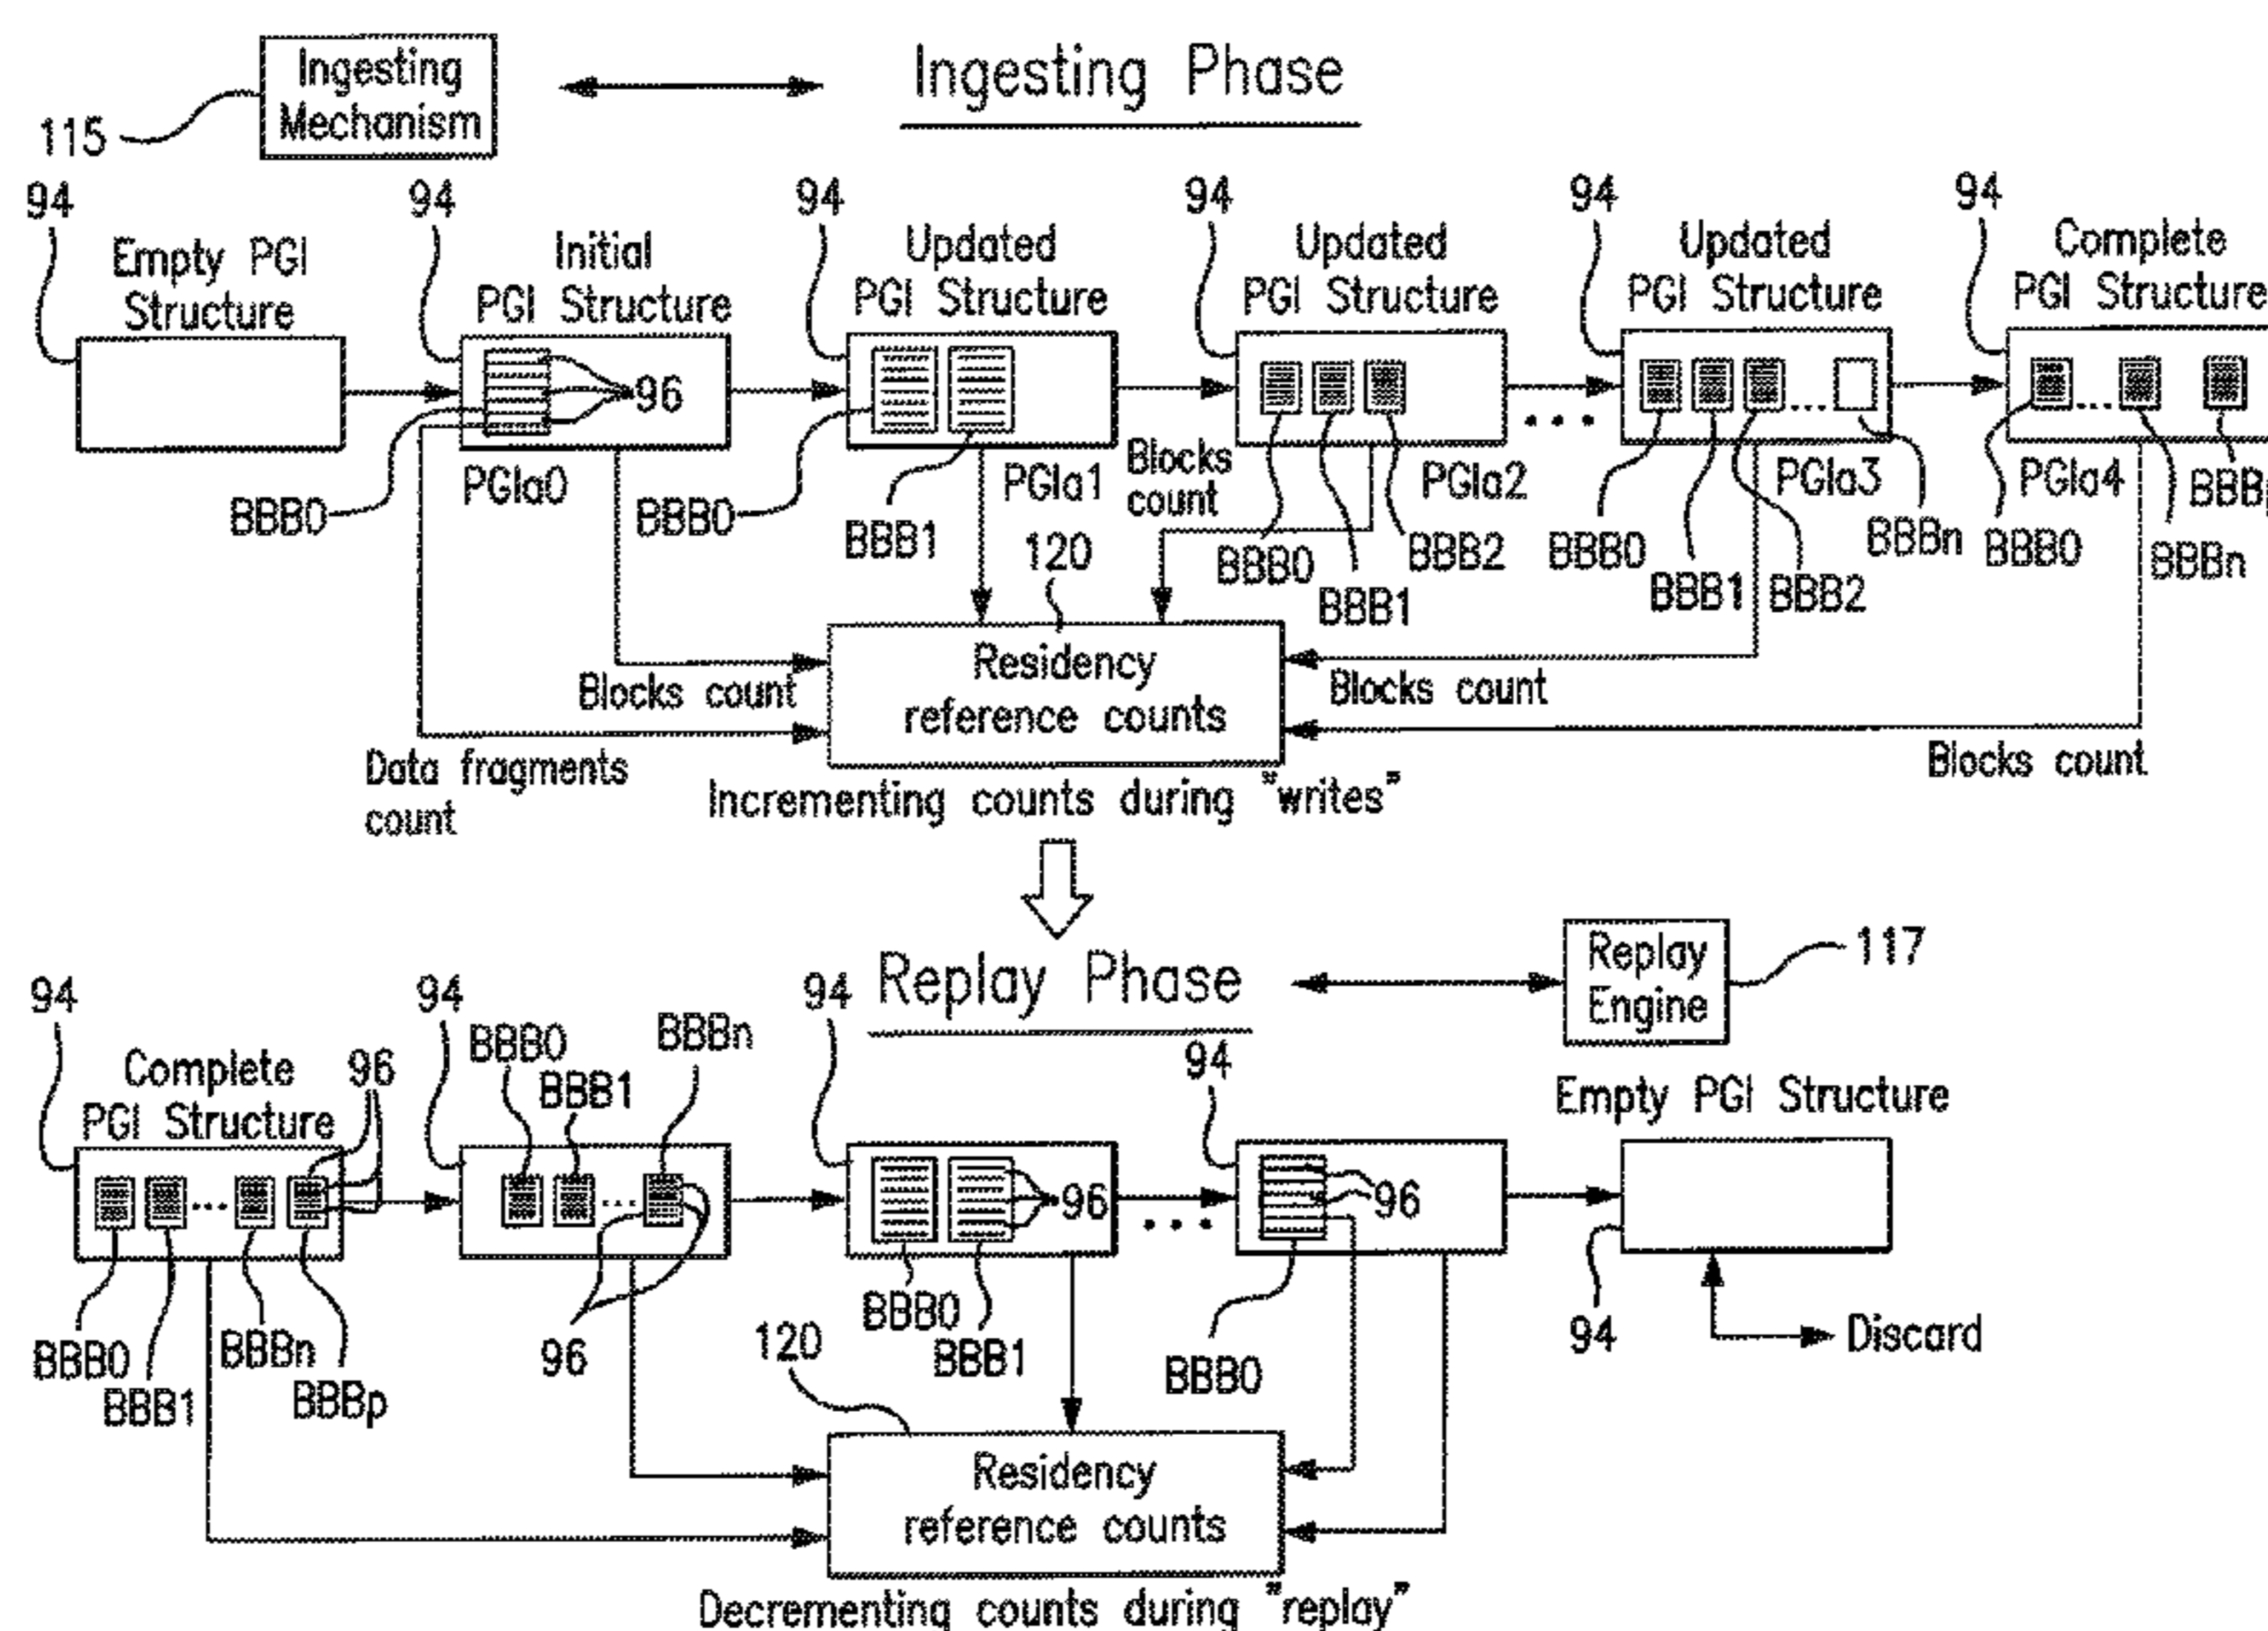 Ingesting
Mechanism
115
Ingesting Phase
94
94
94
94
94
94
Empty PGI
Structure
Initial
PGI Structure
Updated
PGI Structure
Updated
PGI Structure
Updated
PGI Structure
Complete
PGI Structure
96
BBB0
PGIa0
BBB0
BBB1
PGIa1
Blocks
count
BBB0
BBB1
BBB2
PGIa2
• • •
BBB0
BBB1
BBB2
...
PGIa3
BBBn
PGIa4
...
BBB0
BBBn
120
Residency
reference counts
Blocks count
Data fragments
count
Blocks count
Blocks count
Incrementing counts during "writes"
Replay Phase
Replay
Engine
117
94
94
94
94
Complete
PGI Structure
96
...
BBB0
BBB1
BBBn
BBBp
BBB0
BBB1
BBBn
...
96
96
BBB0
BBB1
• • •
96
BBB0
Empty PGI Structure
94
Discard
120
Residency
reference counts
Decrementing counts during "replay"